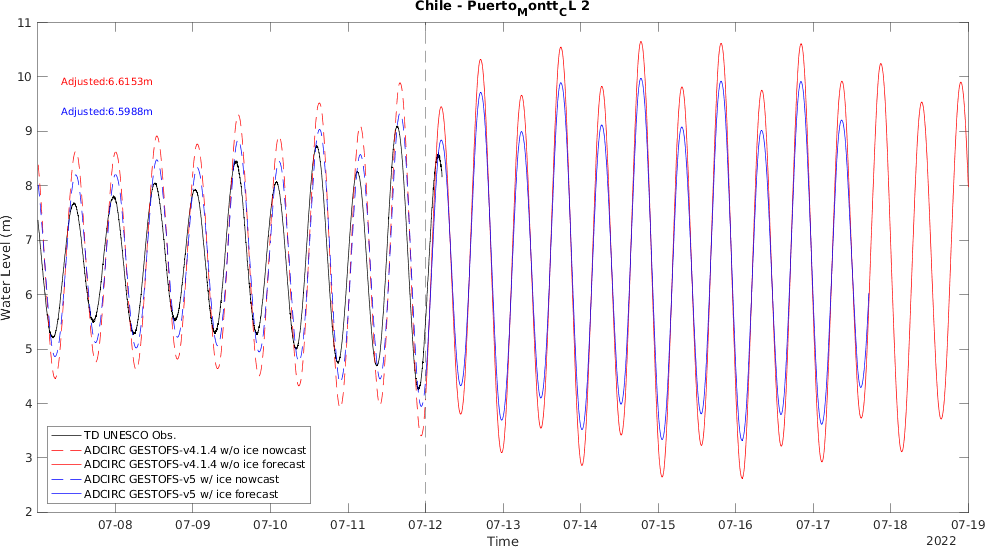 Chile - Puerto_Montt_CL 2
11
10
9
8
7
6
5
4
3
2
Water Level (m)
Adjusted:6.6153m
Adjusted:6.5988m
TD UNESCO Obs.
ADCIRC GESTOFS-v4.1.4 w/o ice nowcast
ADCIRC GESTOFS-v4.1.4 w/o ice forecast
ADCIRC GESTOFS-v5 w/ ice nowcast
ADCIRC GESTOFS-v5 w/ ice forecast
07-08 07-09 07-10 07-11 07-12 07-13 07-14 07-15 07-16 07-17 07-18 07-19
Time
2022